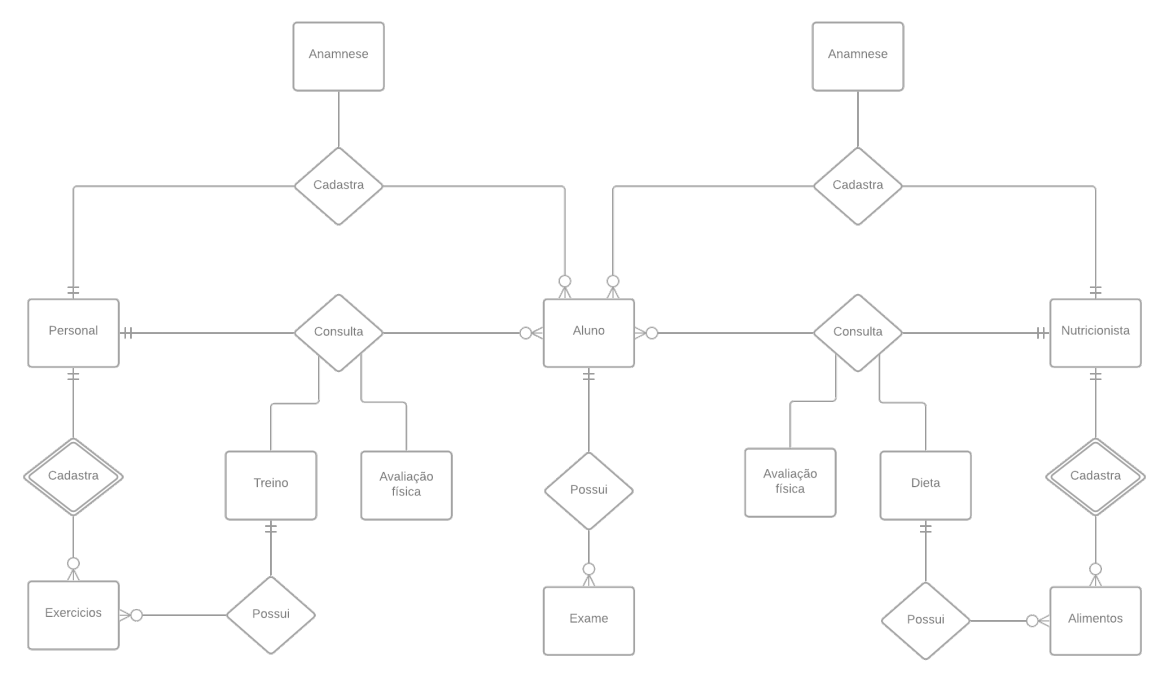 Anamnese
Anamnese
Cadastra
Cadastra
Personal
Consulta
Aluno
Consulta
Nutricionista
Cadastra
Treino
Avaliação
física
Possui
Avaliação
física
Dieta
Cadastra
Exercicios
Possui
Exame
Possui
Alimentos